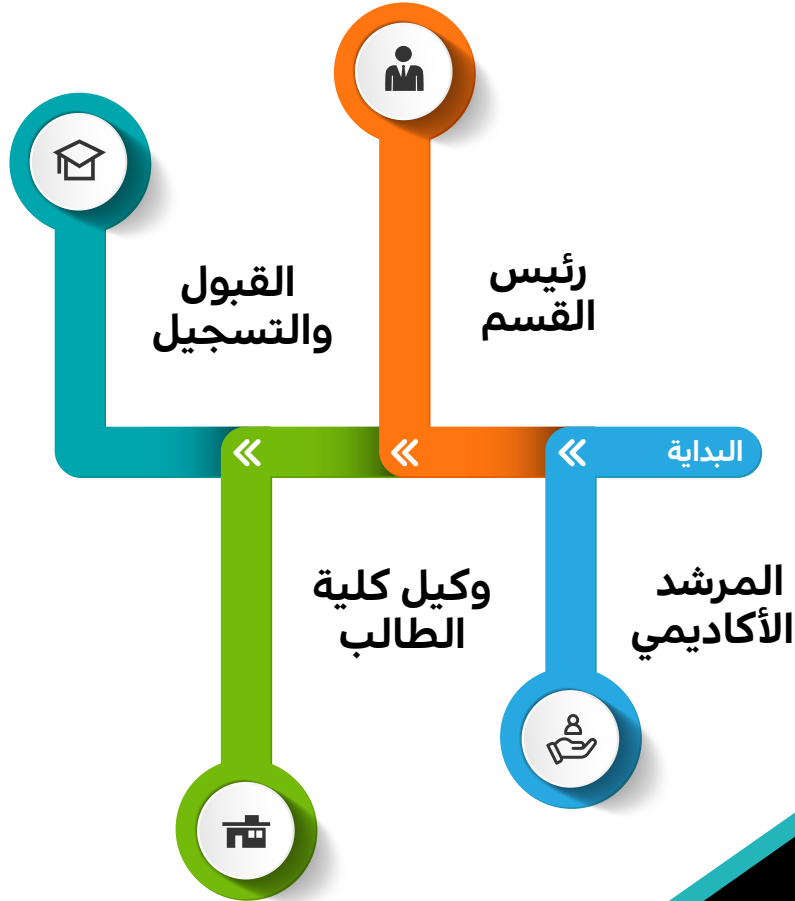 البداية
المرشد
الأكاديمي
رئيس
القسم
وكيل كلية
الطالب
القبول
والتسجيل